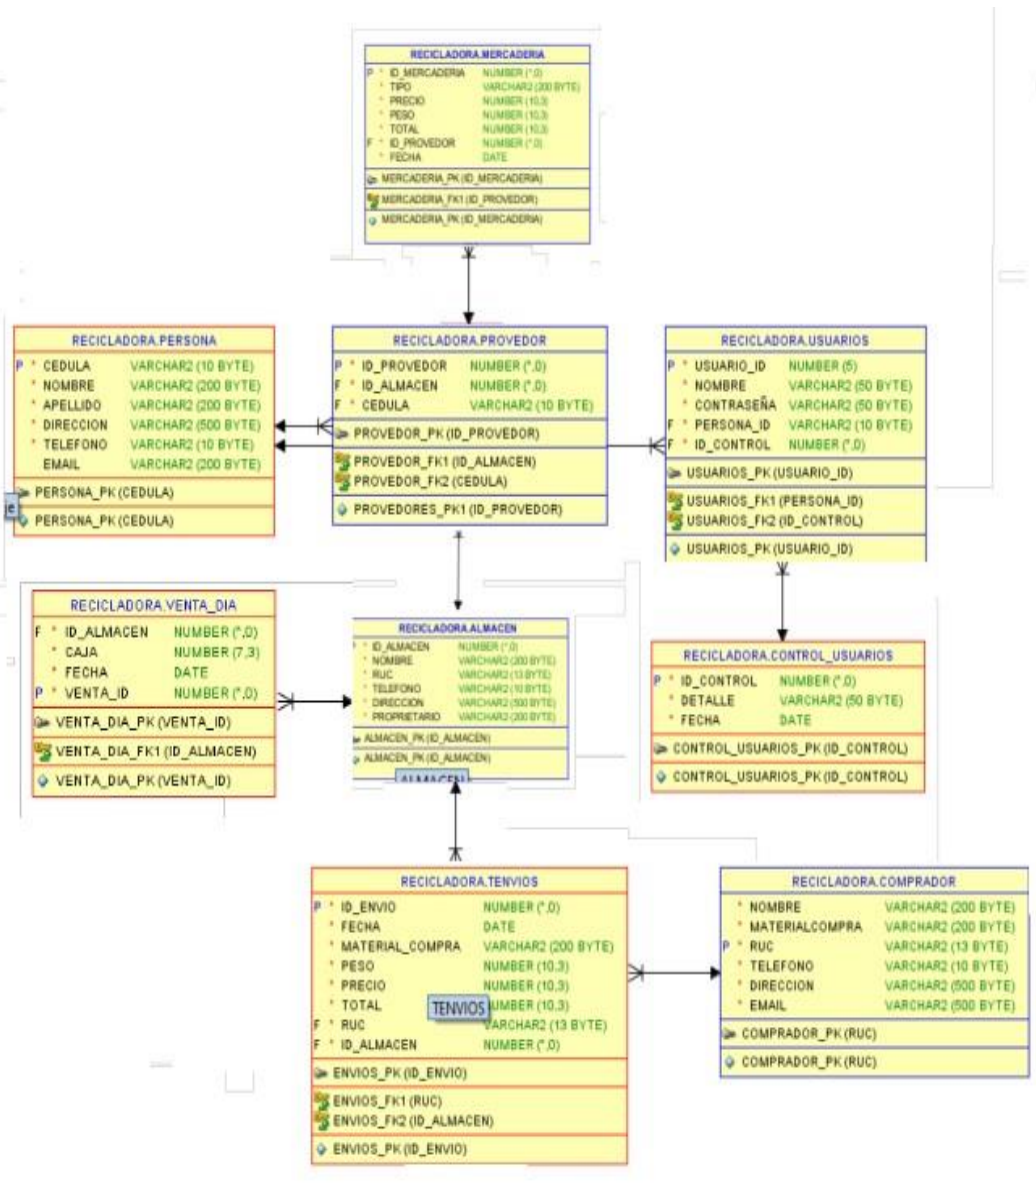 RECICLADORA.MERCADERIA
P * ID_MERCADERIA NUMBER (*,0)
* TIPO VARCHAR2 (200 BYTE)
* PRECIO NUMBER (10,3)
* PESO NUMBER (10,3)
* TOTAL NUMBER (10,3)
F * ID_PROVEDOR NUMBER (*,0)
* FECHA DATE
MERCADERIA_PK (ID_MERCADERIA)
MERCADERIA_FK1 (ID_PROVEDOR)
MERCADERIA_PK (ID_MERCADERIA)
RECICLADORA.PERSONA
P * CEDULA VARCHAR2 (10 BYTE)
* NOMBRE VARCHAR2 (200 BYTE)
* APELLIDO VARCHAR2 (200 BYTE)
* DIRECCION VARCHAR2 (500 BYTE)
* TELEFONO VARCHAR2 (10 BYTE)
EMAIL VARCHAR2 (200 BYTE)
PERSONA_PK (CEDULA)
e
PERSONA_PK (CEDULA)
RECICLADORA.PROVEDOR
P * ID_PROVEDOR NUMBER (*,0)
F * ID_ALMACEN NUMBER (*,0)
F * CEDULA VARCHAR2 (10 BYTE)
PROVEDOR_PK (ID_PROVEDOR)
PROVEDOR_FK1 (ID_ALMACEN)
PROVEDOR_FK2 (CEDULA)
PROVEDORES_PK1 (ID_PROVEDOR)
RECICLADORA.USUARIOS
P * USUARIO_ID NUMBER (5)
* NOMBRE VARCHAR2 (50 BYTE)
* CONTRASEÑA VARCHAR2 (50 BYTE)
F * PERSONA_ID VARCHAR2 (10 BYTE)
F * ID_CONTROL NUMBER (*,0)
USUARIOS_PK (USUARIO_ID)
USUARIOS_FK1 (PERSONA_ID)
USUARIOS_FK2 (ID_CONTROL)
USUARIOS_PK (USUARIO_ID)
RECICLADORA.VENTA_DIA
F * ID_ALMACEN NUMBER (*,0)
* CAJA NUMBER (7,3)
* FECHA DATE
P * VENTA_ID NUMBER (*,0)
VENTA_DIA_PK (VENTA_ID)
VENTA_DIA_FK1 (ID_ALMACEN)
VENTA_DIA_PK (VENTA_ID)
RECICLADORA.ALMACEN
* ID_ALMACEN NUMBER (*,0)
* NOMBRE VARCHAR2 (200 BYTE)
* RUC VARCHAR2 (13 BYTE)
* TELEFONO VARCHAR2 (10 BYTE)
* DIRECCION VARCHAR2 (500 BYTE)
* PROPRIETARIO VARCHAR2 (200 BYTE)
ALMACEN_PK (ID_ALMACEN)
ALMACEN_PK (ID_ALMACEN)
ALMACEN
RECICLADORA.CONTROL_USUARIOS
P * ID_CONTROL NUMBER (*,0)
* DETALLE VARCHAR2 (50 BYTE)
* FECHA DATE
CONTROL_USUARIOS_PK (ID_CONTROL)
CONTROL_USUARIOS_PK (ID_CONTROL)
RECICLADORA.TENVIOS
P * ID_ENVIO NUMBER (*,0)
* FECHA DATE
* MATERIAL_COMPRA VARCHAR2 (200 BYTE)
* PESO NUMBER (10,3)
* PRECIO NUMBER (10,3)
* TOTAL NUMBER (10,3)
TENVIOS
F * RUC VARCHAR2 (13 BYTE)
F * ID_ALMACEN NUMBER (*,0)
ENVIOS_PK (ID_ENVIO)
ENVIOS_FK1 (RUC)
ENVIOS_FK2 (ID_ALMACEN)
ENVIOS_PK (ID_ENVIO)
RECICLADORA.COMPRADOR
* NOMBRE VARCHAR2 (200 BYTE)
* MATERIALCOMPRA VARCHAR2 (200 BYTE)
P * RUC VARCHAR2 (13 BYTE)
* TELEFONO VARCHAR2 (10 BYTE)
* DIRECCION VARCHAR2 (500 BYTE)
* EMAIL VARCHAR2 (500 BYTE)
COMPRADOR_PK (RUC)
COMPRADOR_PK (RUC)